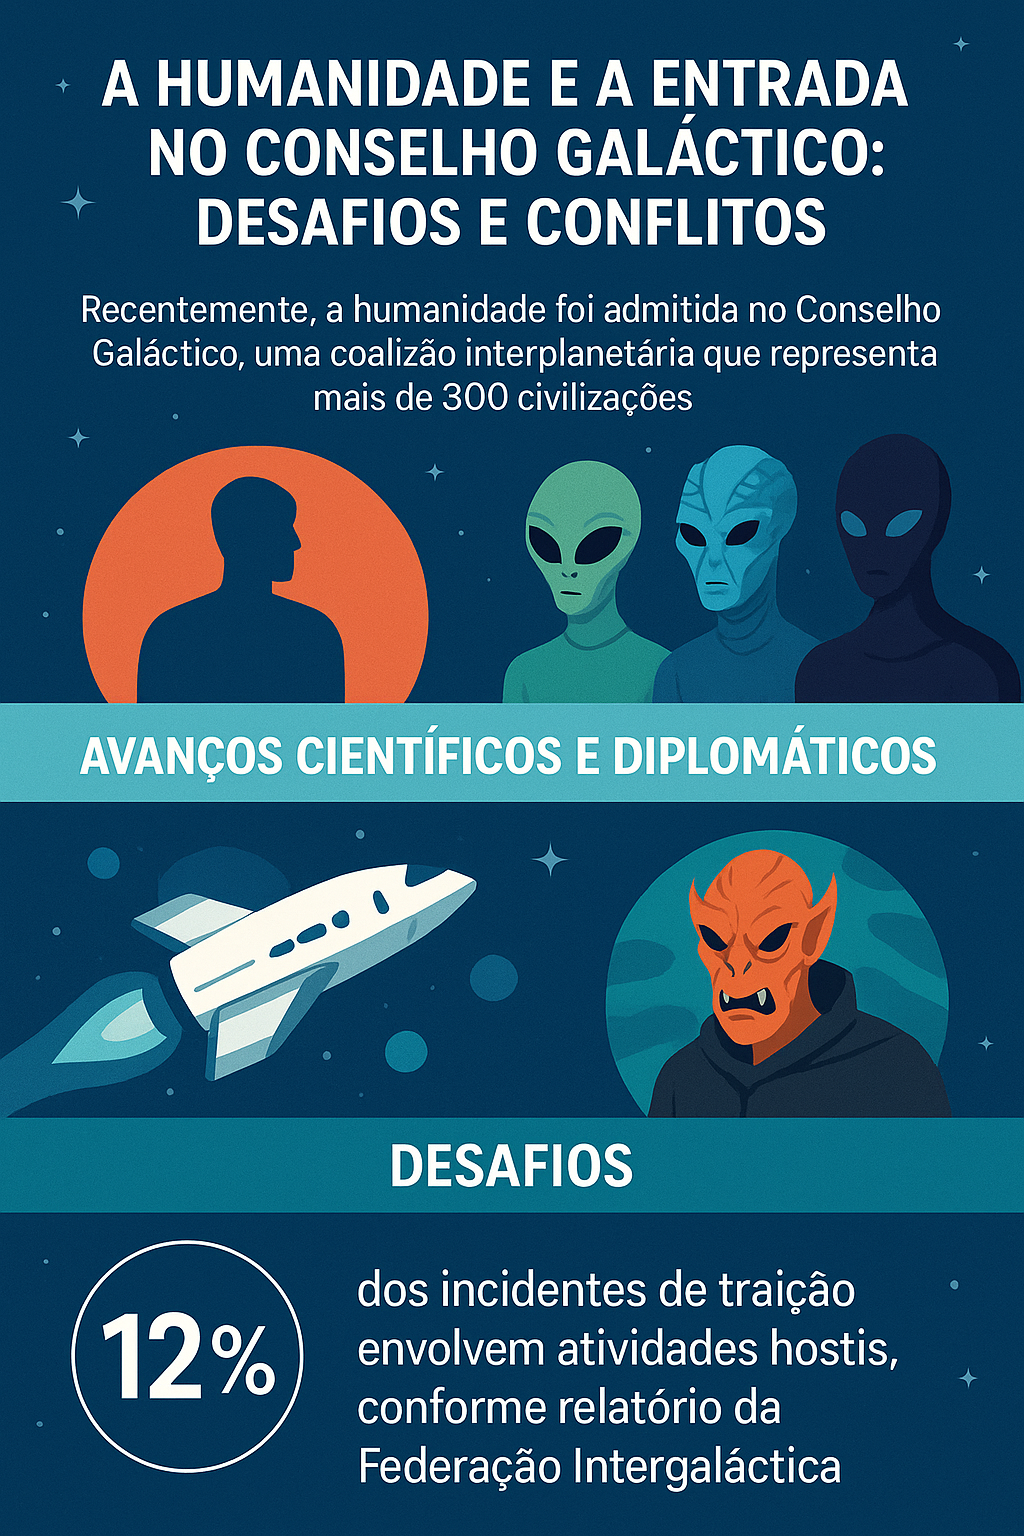 A HUMANIDADE E A ENTRADA
NO CONSELHO GALÁCTICO:
DESAFIOS E CONFLITOS
Recentemente, a humanidade foi admitida no Conselho
Galáctico, uma coalizão interplanetária que representa
mais de 300 civilizações
AVANÇOS CIENTÍFICOS E DIPLOMÁTICOS
DESAFIOS
12%
dos incidentes de traição
envolvem atividades hostis,
conforme relatório da
Federação Intergaláctica